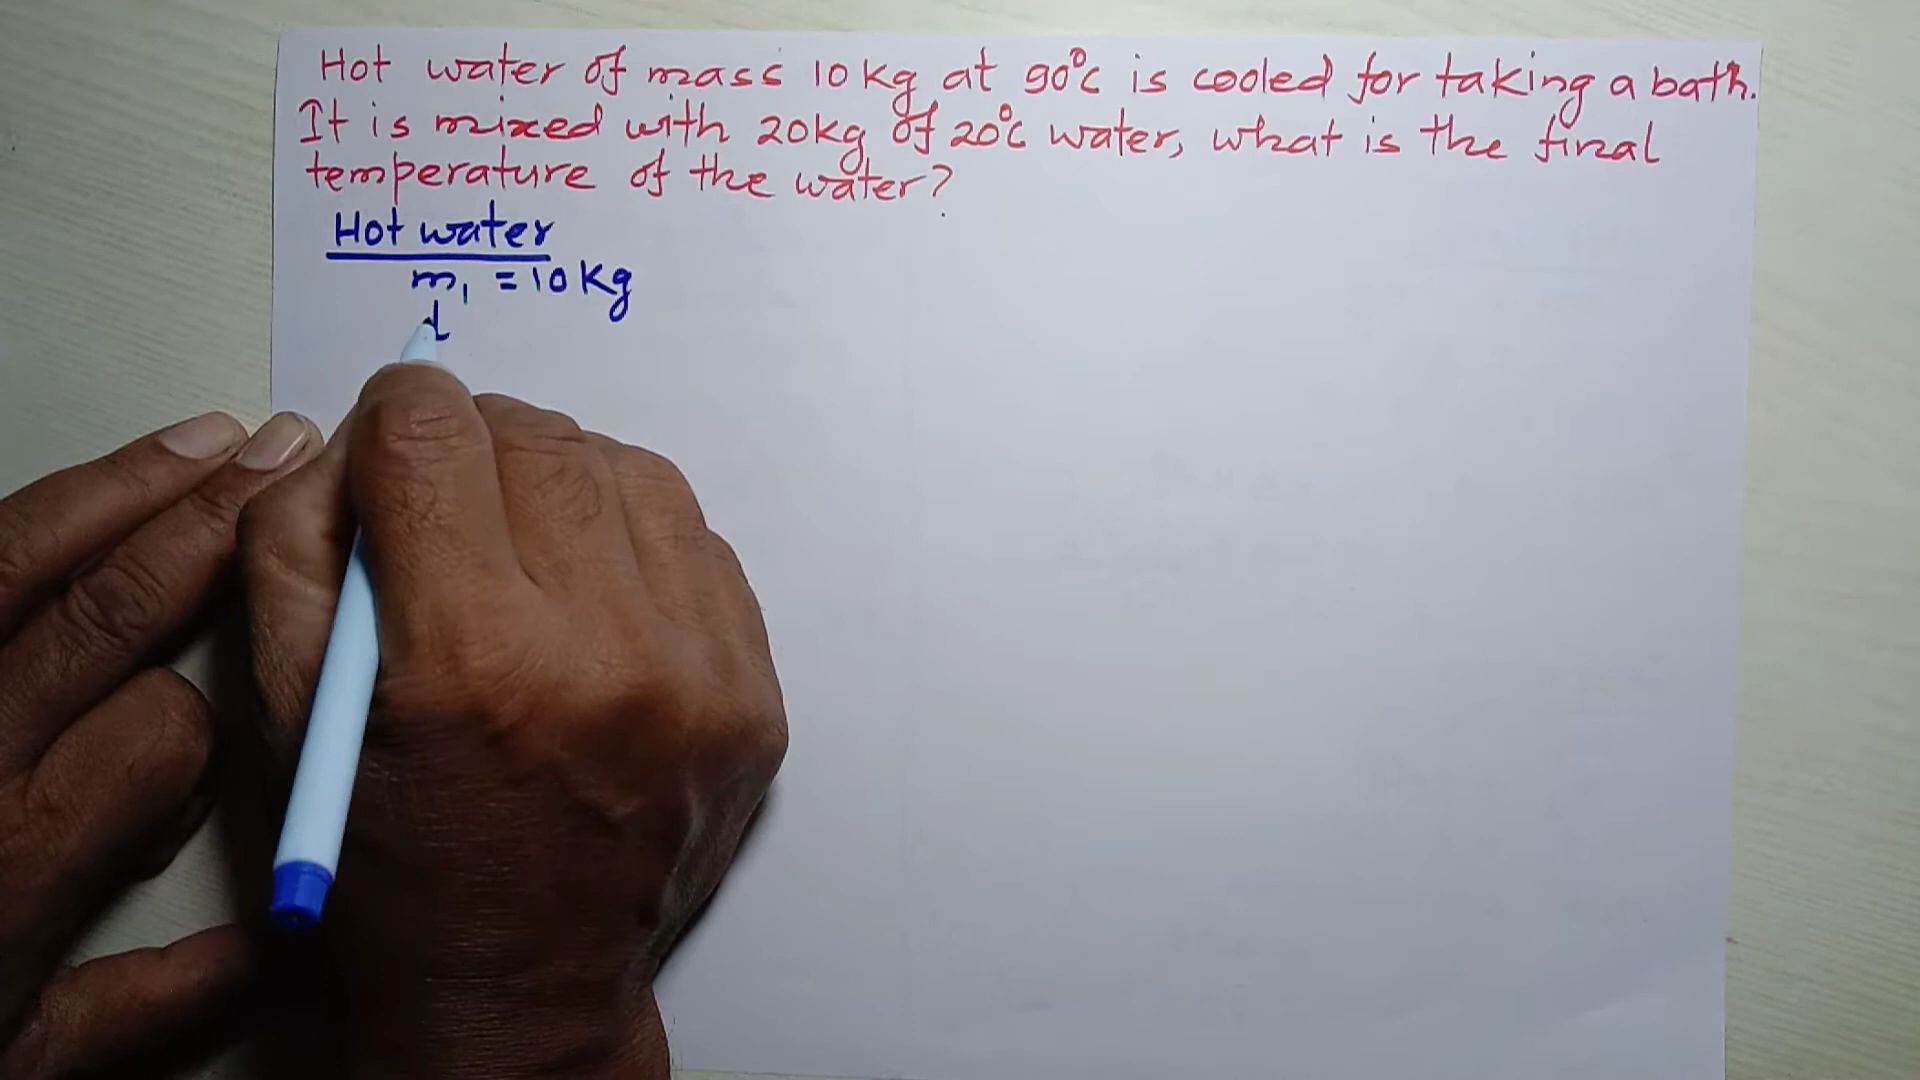 Hot water of mass 10 kg at 90°C is cooled for taking a bath.
It is mixed with 20kg of 20°C water, what is the final
temperature of the water?
Hot water
m₁ = 10 Kg